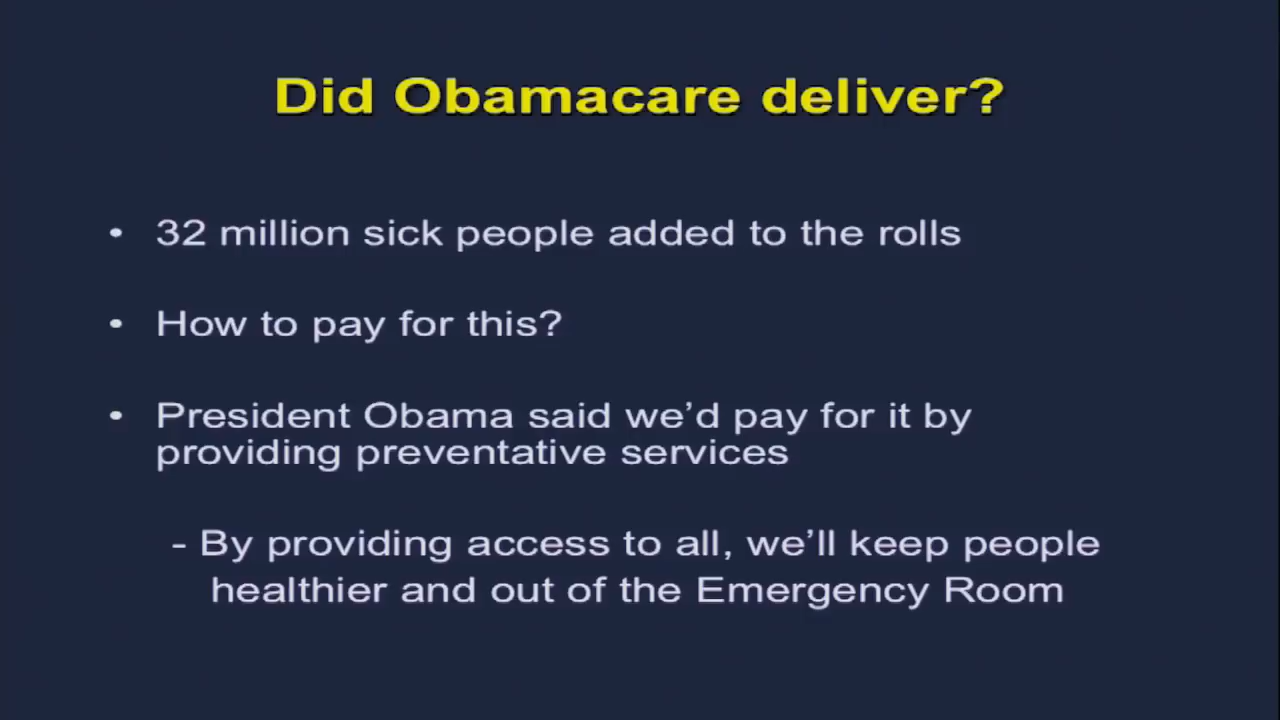 Did Obamacare deliver?
• 32 million sick people added to the rolls
• How to pay for this?
• President Obama said we’d pay for it by
providing preventative services
- By providing access to all, we’ll keep people
healthier and out of the Emergency Room